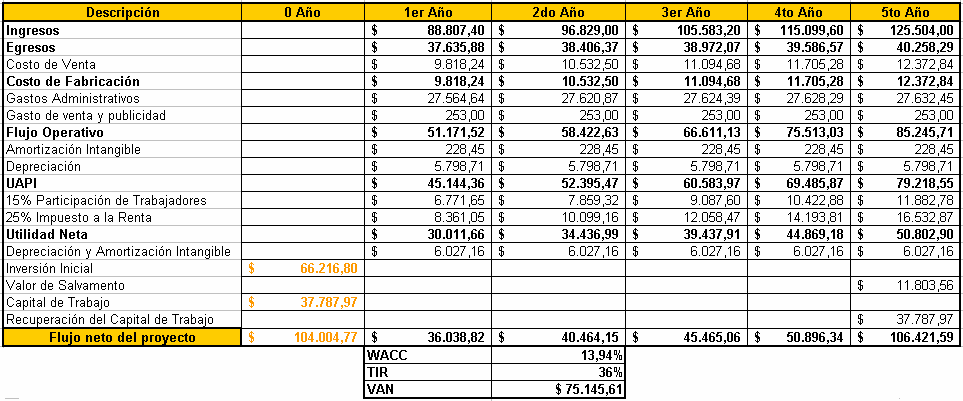 Descripción 0 Año 1er Año 2do Año 3er Año 4to Año 5to Año
Ingresos $ 88.807,40 $ 96.829,00 $ 105.583,20 $ 115.099,60 $ 125.504,00
Egresos $ 37.635,88 $ 38.406,37 $ 38.972,07 $ 39.586,57 $ 40.258,29
Costo de Venta $ 9.818,24 $ 10.532,50 $ 11.094,68 $ 11.705,28 $ 12.372,84
Costo de Fabricación $ 9.818,24 $ 10.532,50 $ 11.094,68 $ 11.705,28 $ 12.372,84
Gastos Administrativos $ 27.564,64 $ 27.620,87 $ 27.624,39 $ 27.628,29 $ 27.632,45
Gasto de venta y publicidad $ 253,00 $ 253,00 $ 253,00 $ 253,00 $ 253,00
Flujo Operativo $ 51.171,52 $ 58.422,63 $ 66.611,13 $ 75.513,03 $ 85.245,71
Amortización Intangible $ 228,45 $ 228,45 $ 228,45 $ 228,45 $ 228,45
Depreciación $ 5.798,71 $ 5.798,71 $ 5.798,71 $ 5.798,71 $ 5.798,71
UAPI $ 45.144,36 $ 52.395,47 $ 60.583,97 $ 69.485,87 $ 79.218,55
15% Participación de Trabajadores $ 6.771,65 $ 7.859,32 $ 9.087,60 $ 10.422,88 $ 11.882,78
25% Impuesto a la Renta $ 8.361,05 $ 10.099,16 $ 12.058,47 $ 14.193,81 $ 16.532,87
Utilidad Neta $ 30.011,66 $ 34.436,99 $ 39.437,91 $ 44.869,18 $ 50.802,90
Depreciación y Amortización Intangible $ 6.027,16 $ 6.027,16 $ 6.027,16 $ 6.027,16 $ 6.027,16
Inversión Inicial $ 66.216,80
Valor de Salvamento $ 11.803,56
Capital de Trabajo $ 37.787,97
Recuperación del Capital de Trabajo $ 37.787,97
Flujo neto del proyecto $ 104.004,77 $ 36.038,82 $ 40.464,15 $ 45.465,06 $ 50.896,34 $ 106.421,59
WACC 13,94%
TIR 36%
VAN $ 75.145,61